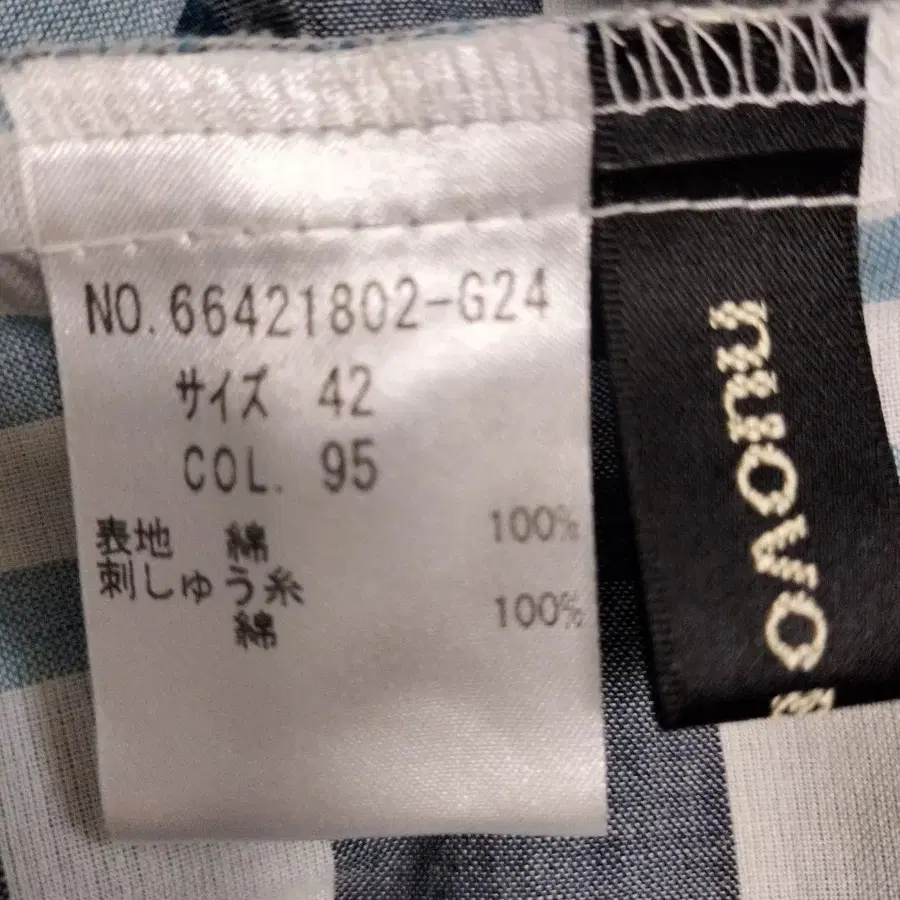 NO.66421802-G24
サイズ 42
COL. 95
表地 綿 100%
刺しゅう糸
綿 100%
nuovo